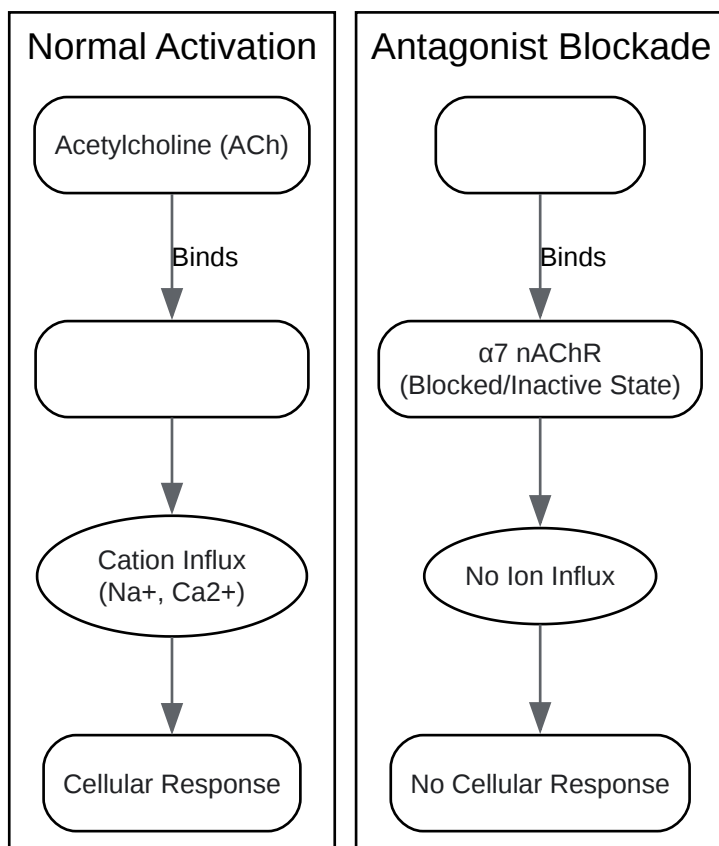 Normal Activation
Acetylcholine (ACh)
Binds
Cation Influx
(Na+, Ca2+)
Cellular Response
Antagonist Blockade
Binds
α7 nAChR
(Blocked/Inactive State)
No Ion Influx
No Cellular Response